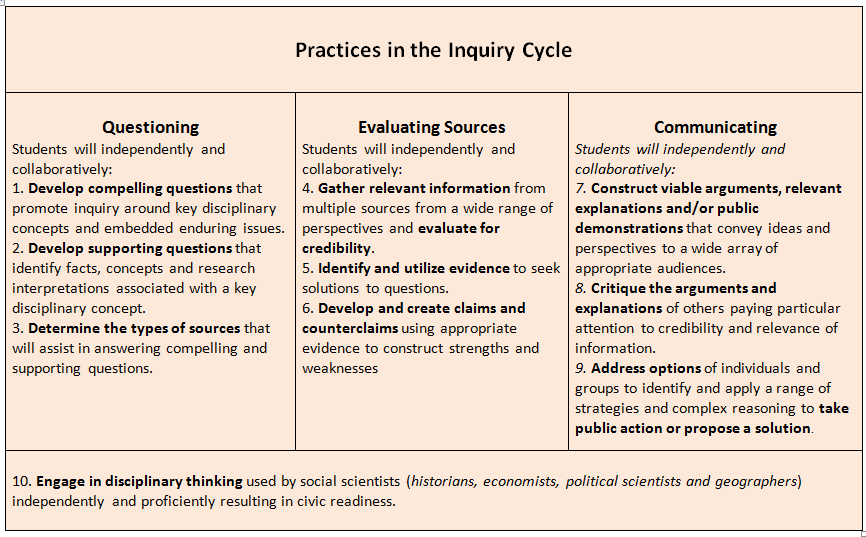 Practices in the Inquiry Cycle
Questioning
Students will independently and
collaboratively:
1. Develop compelling questions that
promote inquiry around key disciplinary
concepts and embedded enduring issues.
2. Develop supporting questions that
identify facts, concepts and research
interpretations associated with a key
disciplinary concept.
3. Determine the types of sources that
will assist in answering compelling and
supporting questions.
Evaluating Sources
Students will independently and
collaboratively:
4. Gather relevant information from
multiple sources from a wide range of
perspectives and evaluate for
credibility.
5. Identify and utilize evidence to seek
solutions to questions.
6. Develop and create claims and
counterclaims using appropriate
evidence to construct strengths and
weaknesses
Communicating
Students will independently and
collaboratively:
7. Construct viable arguments, relevant
explanations and/or public
demonstrations that convey ideas and
perspectives to a wide array of
appropriate audiences.
8. Critique the arguments and
explanations of others paying particular
attention to credibility and relevance of
information.
9. Address options of individuals and
groups to identify and apply a range of
strategies and complex reasoning to take
public action or propose a solution.
10. Engage in disciplinary thinking used by social scientists (historians, economists, political scientists and geographers)
independently and proficiently resulting in civic readiness.